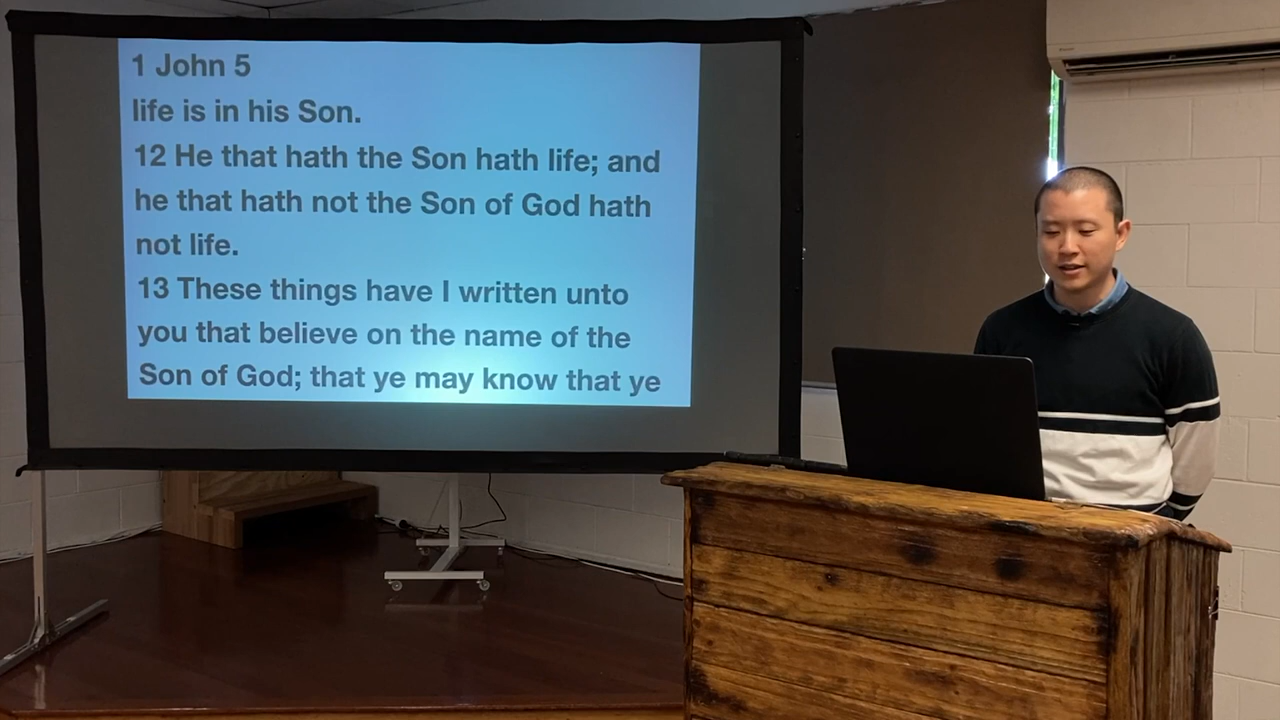 1 John 5
life is in his Son.
12 He that hath the Son hath life; and
he that hath not the Son of God hath
not life.
13 These things have I written unto
you that believe on the name of the
Son of God; that ye may know that ye